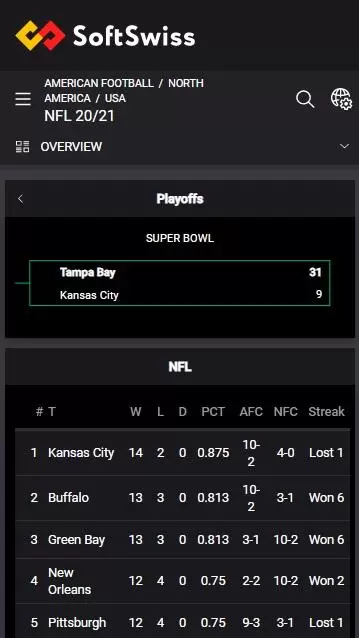 SoftSwiss
AMERICAN FOOTBALL / NORTH
AMERICA / USA
NFL 20/21
OVERVIEW
Playoffs
SUPER BOWL
Tampa Bay 31
Kansas City 9
NFL
# T W L D PCT AFC NFC Streak
1 Kansas City 14 2 0 0.875 10-2 4-0 Lost 1
2 Buffalo 13 3 0 0.813 10-2 3-1 Won 6
3 Green Bay 13 3 0 0.813 3-1 10-2 Won 6
4 New Orleans 12 4 0 0.75 2-2 10-2 Won 2
5 Pittsburgh 12 4 0 0.75 9-3 3-1 Lost 1